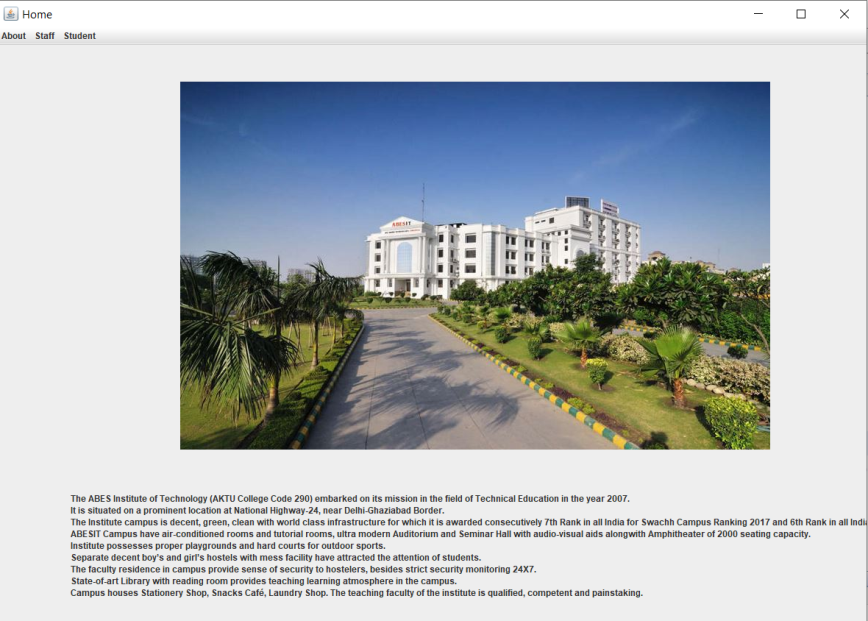 Home
About Staff Student
ABESIT
The ABES Institute of Technology (AKTU College Code 290) embarked on its mission in the field of Technical Education in the year 2007.
It is situated on a prominent location at National Highway-24, near Delhi-Ghaziabad Border.
The Institute campus is decent, green, clean with world class infrastructure for which it is awarded consecutively 7th Rank in all India for Swachh Campus Ranking 2017 and 6th Rank in all Indi
ABESIT Campus have air-conditioned rooms and tutorial rooms, ultra modern Auditorium and Seminar Hall with audio-visual aids alongwith Amphitheater of 2000 seating capacity.
Institute possesses proper playgrounds and hard courts for outdoor sports.
Separate decent boy's and girl's hostels with mess facility have attracted the attention of students.
The faculty residence in campus provide sense of security to hostelers, besides strict security monitoring 24X7.
State-of-art Library with reading room provides teaching learning atmosphere in the campus.
Campus houses Stationery Shop, Snacks Café, Laundry Shop. The teaching faculty of the institute is qualified, competent and painstaking.